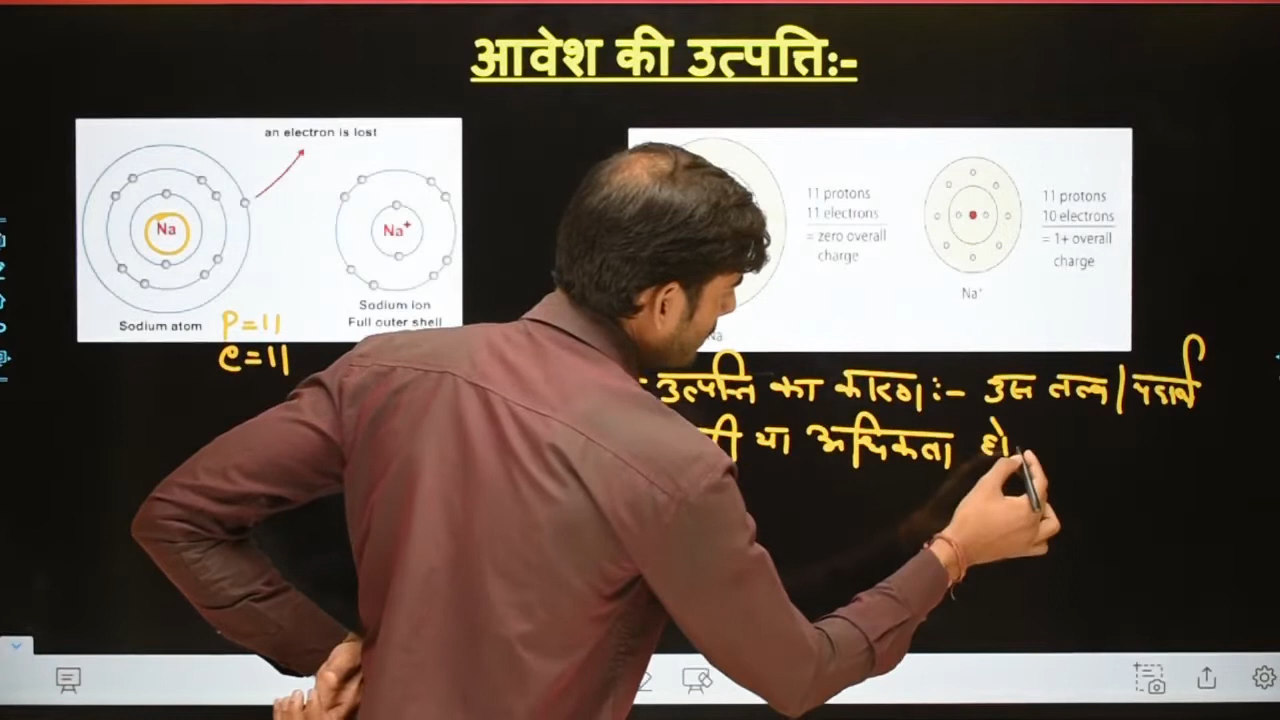 आवेश की उत्पत्तिः-
an electron is lost
Na
Na⁺
Sodium atom
Sodium ion
Full outer shell
P=11
e=11
11 protons
11 electrons
= zero overall
charge
Na
11 protons
10 electrons
= 1+ overall
charge
Na⁺
उत्पत्ति का कारण:- उस तत्व/पदार्थ
या अधिकता हो